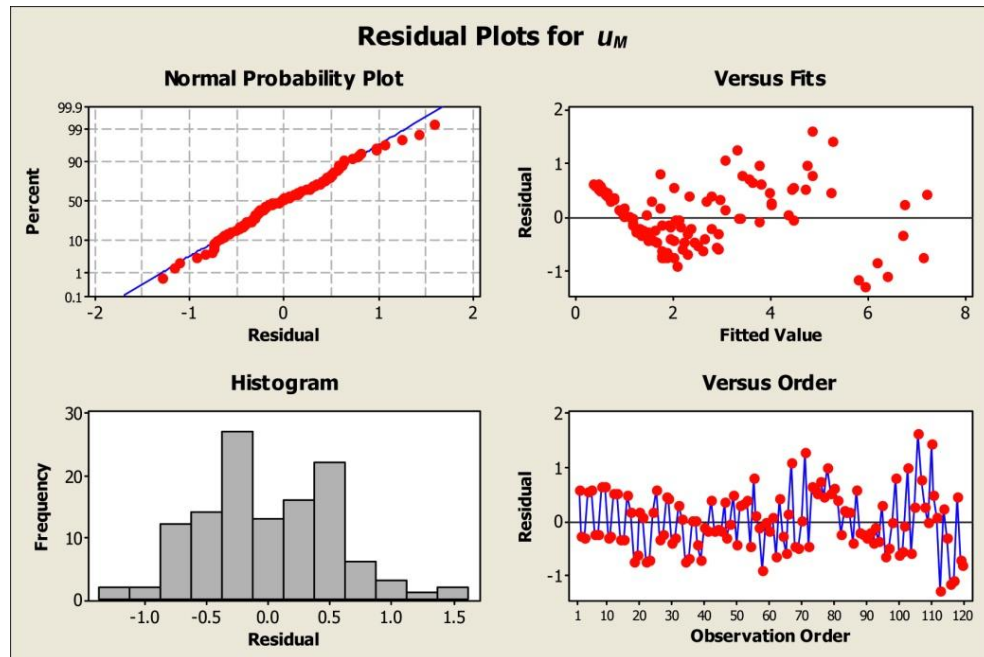 Residual Plots for uM
Normal Probability Plot
Percent
99.9
99
90
50
10
1
0.1
-2 -1 0 1 2
Residual
Versus Fits
Residual
2
1
0
-1
0 2 4 6 8
Fitted Value
Histogram
Frequency
30
20
10
0
-1.0 -0.5 0.0 0.5 1.0 1.5
Residual
Versus Order
Residual
2
1
0
-1
1 10 20 30 40 50 60 70 80 90 100 110 120
Observation Order